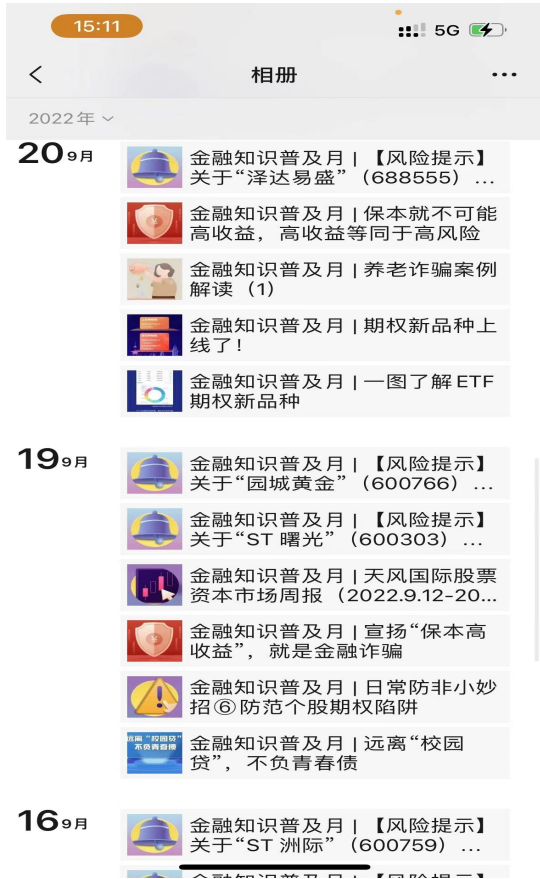 15:11
5G
相册
2022年
20 9月
金融知识普及月 | 【风险提示】
关于“泽达易盛”（688555）...
金融知识普及月 | 保本就不可能
高收益，高收益等同于高风险
金融知识普及月 | 养老诈骗案例
解读（1）
金融知识普及月 | 期权新品种上
线了！
金融知识普及月 | 一图了解ETF
期权新品种
19 9月
金融知识普及月 | 【风险提示】
关于“园城黄金”（600766）...
金融知识普及月 | 【风险提示】
关于“ST 曙光”（600303）...
金融知识普及月 | 天风国际股票
资本市场周报（2022.9.12-20...
金融知识普及月 | 宣扬“保本高
收益”，就是金融诈骗
金融知识普及月 | 日常防非小妙
招⑥防范个股期权陷阱
远离“校园贷”
不负青春债
金融知识普及月 | 远离“校园
贷”，不负青春债
16 9月
金融知识普及月 | 【风险提示】
关于“ST 洲际”（600759）...
金融知识普及月 | 【风险提示】